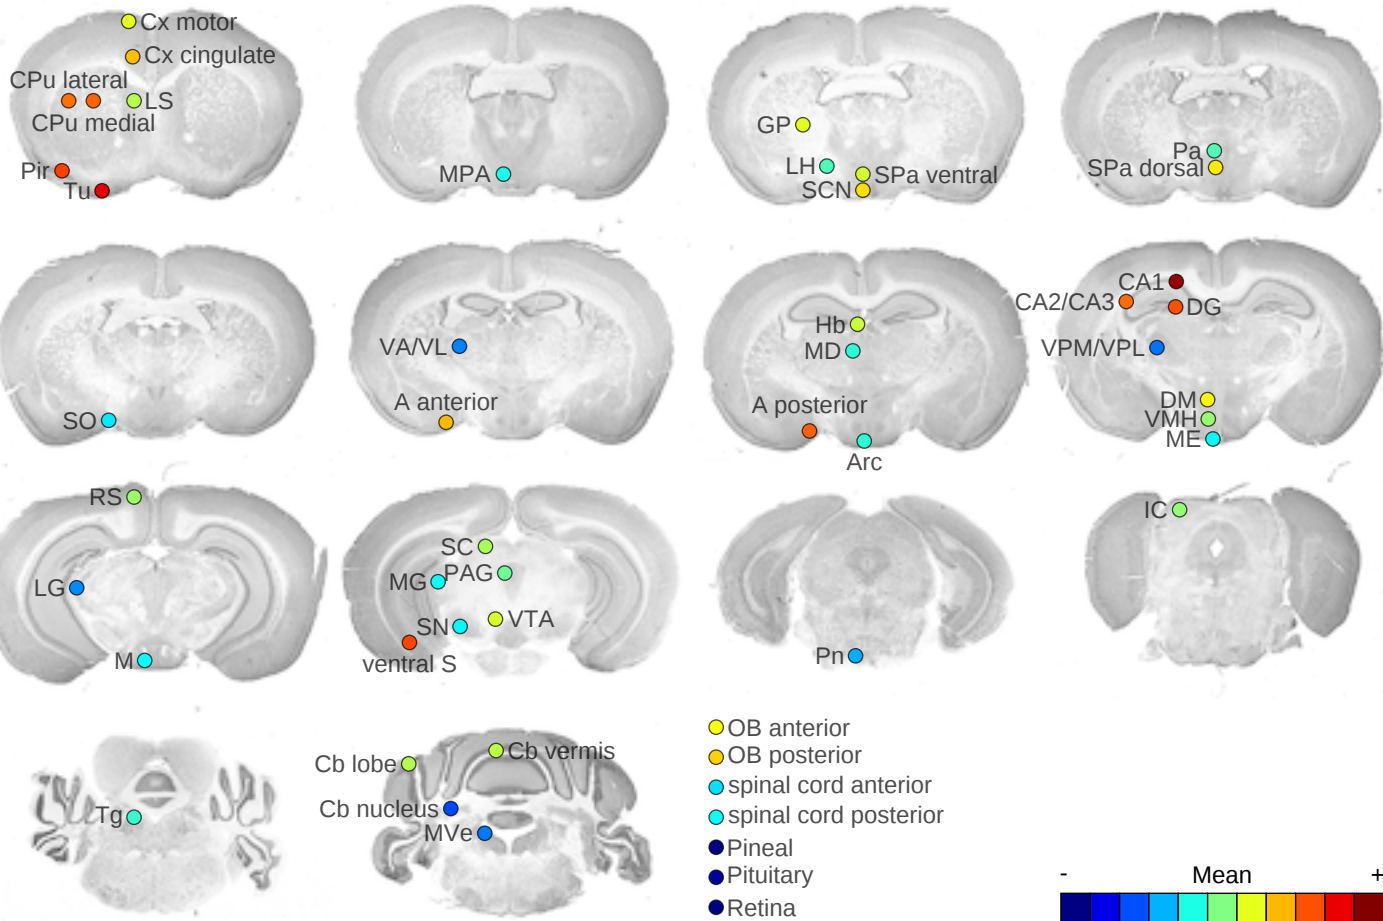 Cx motor
Cx cingulate
CPu lateral
LS
CPu medial
Pir
Tu
MPA
GP
LH
SPa ventral
SCN
Pa
SPa dorsal
SO
VA/VL
A anterior
Hb
MD
A posterior
Arc
CA1
CA2/CA3
DG
VPM/VPL
DM
VMH
ME
RS
LG
M
SC
MG
PAG
SN
VTA
ventral S
Pn
IC
Tg
Cb lobe
Cb vermis
Cb nucleus
MVe
OB anterior
OB posterior
spinal cord anterior
spinal cord posterior
Pineal
Pituitary
Retina
- Mean +